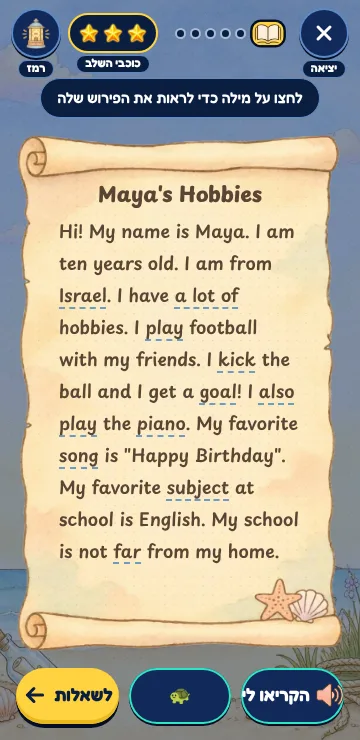 רמז
כוכבי השלב
יציאה
לחצו על מילה כדי לראות את הפירוש שלה
Maya's Hobbies
Hi! My name is Maya. I am
ten years old. I am from
Israel. I have a lot of
hobbies. I play football
with my friends. I kick the
ball and I get a goal! I also
play the piano. My favorite
song is "Happy Birthday".
My favorite subject at
school is English. My school
is not far from my home.
הקריאו לי
לשאלות